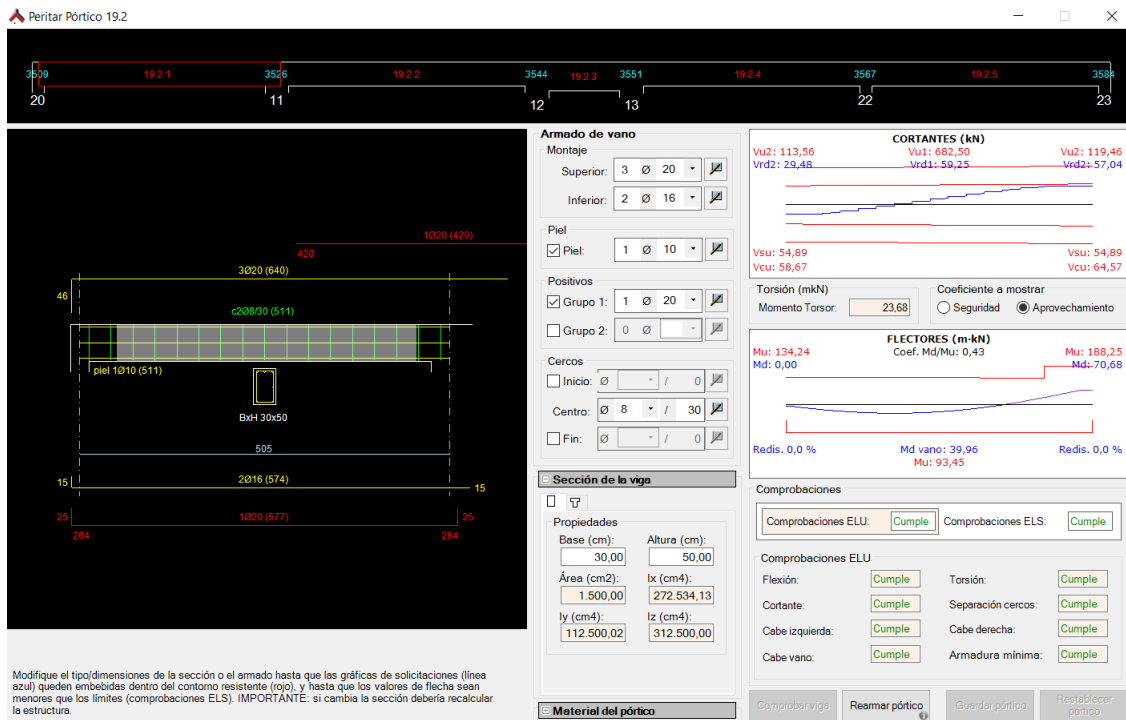 Peritar Pórtico 19.2
3509 19.2.1 3526 19.2.2 3544 19.2.3 3551 19.2.4 3567 19.2.5 3584
20 11 12 13 22 23
1Ø20 (420)
420
3Ø20 (640)
46
c2Ø8/30 (511)
piel 1Ø10 (511)
BxH 30x50
505
15 2Ø16 (574) 15
25 1Ø20 (577) 25
264 264
Modifique el tipo/dimensiones de la sección o el armado hasta que las gráficas de solicitaciones (línea
azul) queden embebidas dentro del contorno resistente (rojo), y hasta que los valores de flecha sean
menores que los límites (comprobaciones ELS). IMPORTANTE: si cambia la sección debería recalcular
la estructura.
Armado de vano
Montaje
Superior: 3 Ø 20
Inferior: 2 Ø 16
Piel
Piel: 1 Ø 10
Positivos
Grupo 1: 1 Ø 20
Grupo 2: 0 Ø
Cercos
Inicio: Ø / 0
Centro: Ø 8 / 30
Fin: Ø / 0
Sección de la viga
Propiedades
Base (cm): Altura (cm):
30,00 50,00
Área (cm2): Ix (cm4):
1.500,00 272.534,13
Iy (cm4): Iz (cm4):
112.500,02 312.500,00
Material del pórtico
CORTANTES (kN)
Vu2: 113,56 Vu1: 682,50 Vu2: 119,46
Vrd2: 29,48 Vrd1: 59,25 Vrd2: 57,04
Vsu: 54,89 Vsu: 54,89
Vcu: 58,67 Vcu: 64,57
Torsión (mkN)
Momento Torsor: 23,68
Coeficiente a mostrar
Seguridad Aprovechamiento
FLECTORES (m·kN)
Mu: 134,24 Coef. Md/Mu: 0,43 Mu: 188,25
Md: 0,00 Md: 70,68
Redis. 0,0 % Md vano: 39,96 Redis. 0,0 %
Mu: 93,45
Comprobaciones
Comprobaciones ELU: Cumple Comprobaciones ELS: Cumple
Comprobaciones ELU
Flexión: Cumple Torsión: Cumple
Cortante: Cumple Separación cercos: Cumple
Cabe izquierda: Cumple Cabe derecha: Cumple
Cabe vano: Cumple Armadura mínima: Cumple
Comprobar viga Rearmar pórtico Guardar pórtico Restablecer
pórtico